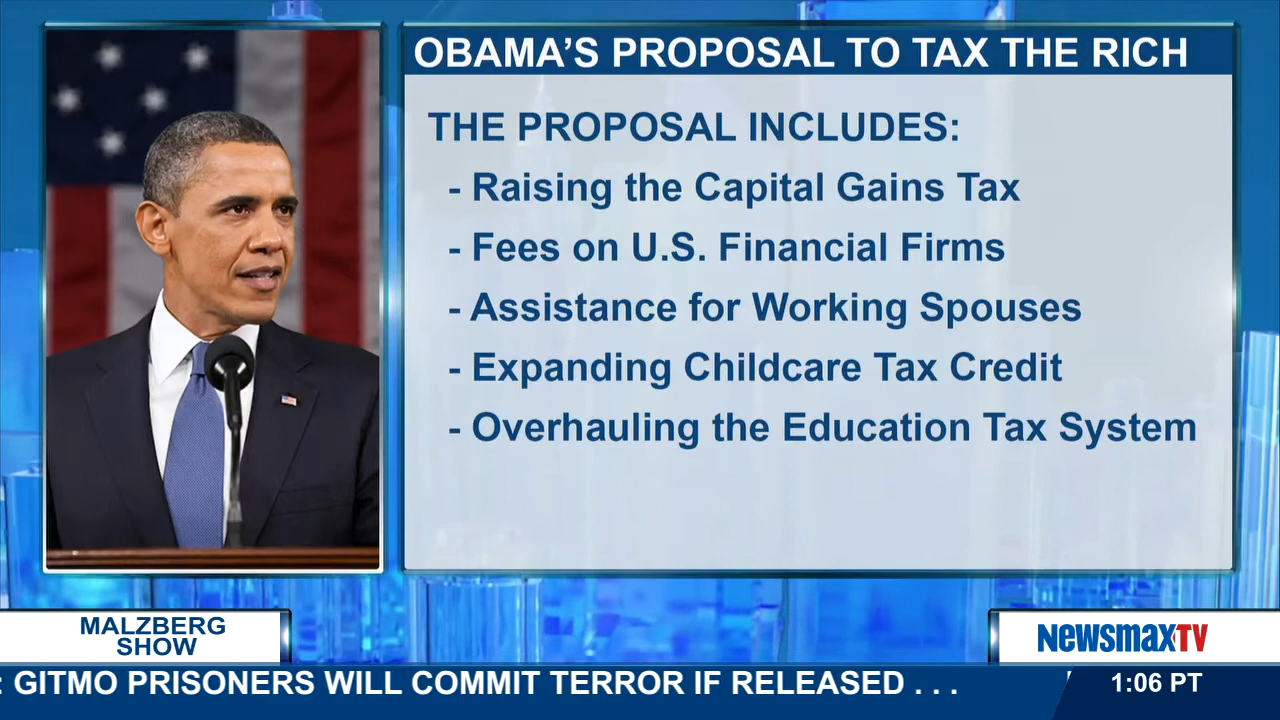 OBAMA'S PROPOSAL TO TAX THE RICH
THE PROPOSAL INCLUDES:
- Raising the Capital Gains Tax
- Fees on U.S. Financial Firms
- Assistance for Working Spouses
- Expanding Childcare Tax Credit
- Overhauling the Education Tax System
MALZBERG
SHOW
NEWSMAXTV
: GITMO PRISONERS WILL COMMIT TERROR IF RELEASED . . .
1:06 PT